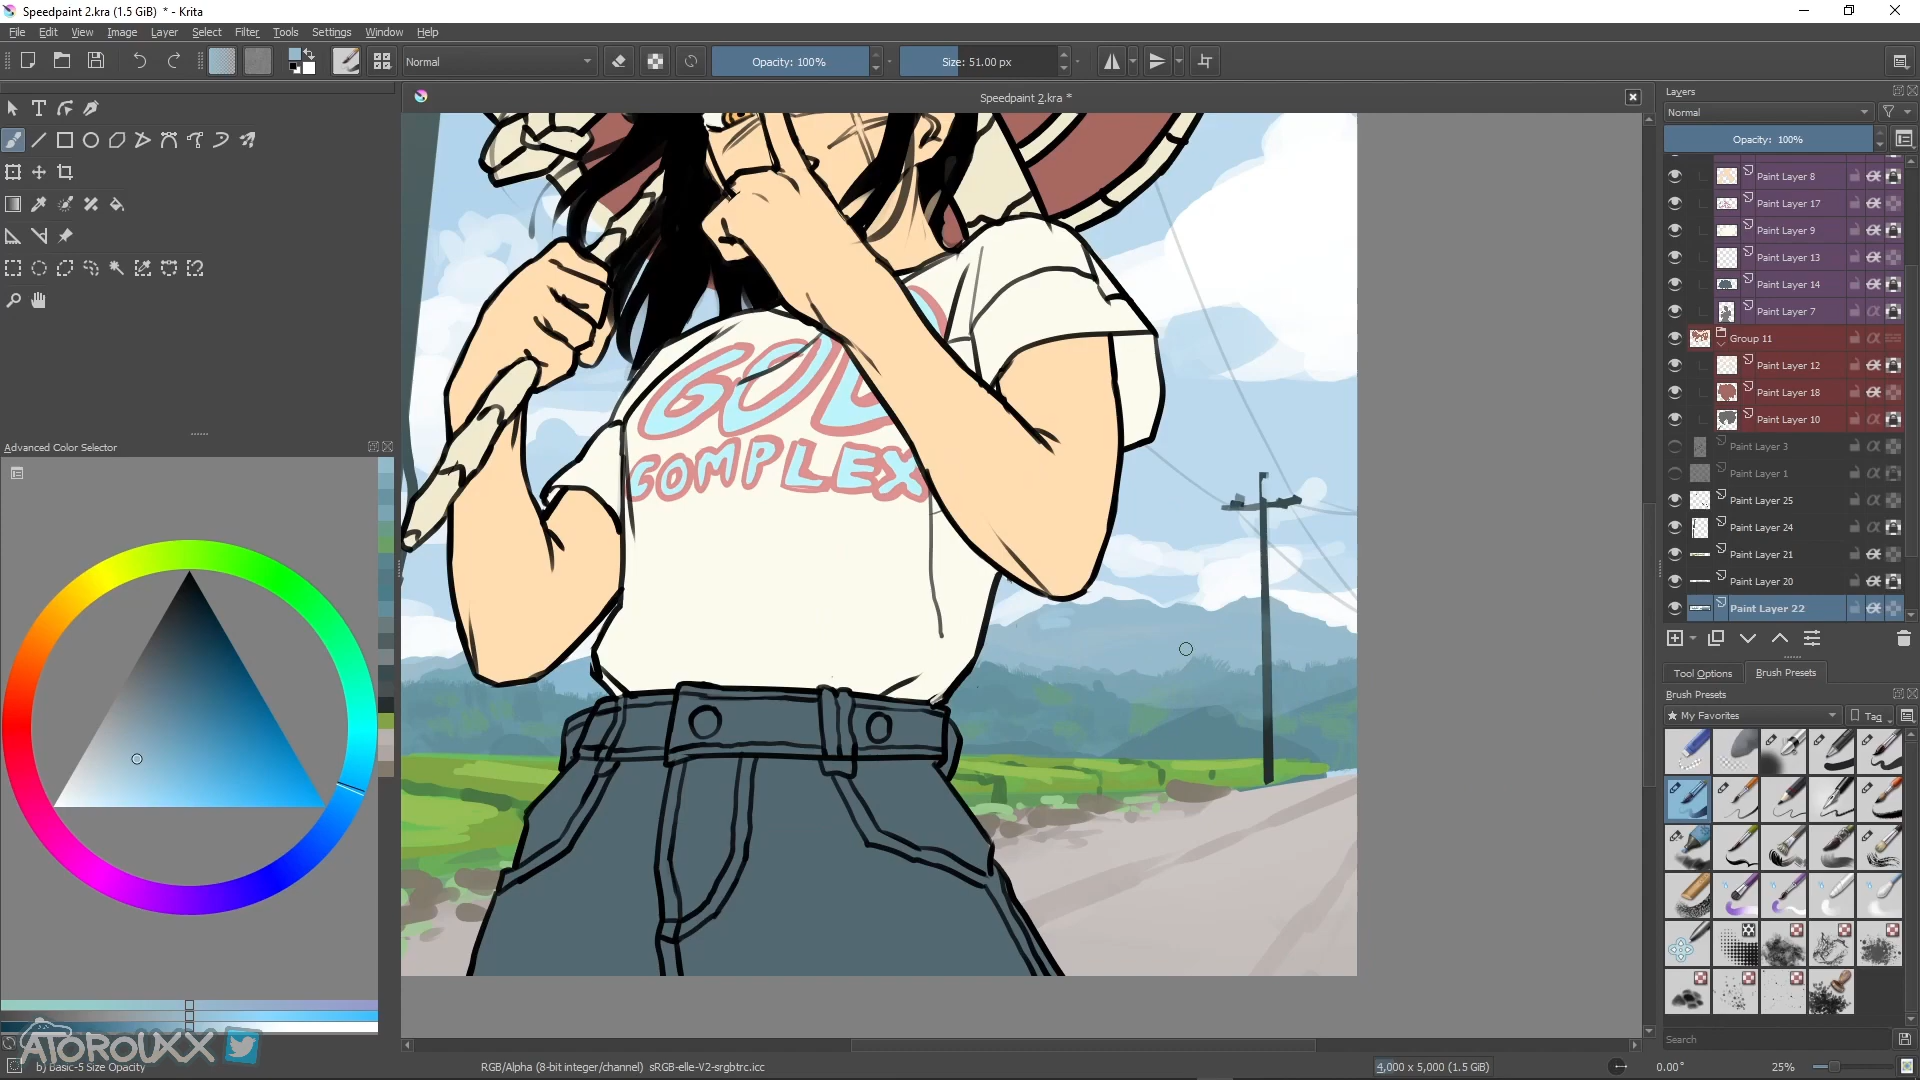 Speedpaint 2.kra (1.5 GiB) * - Krita
File Edit View Image Layer Select Filter Tools Settings Window Help
Normal Opacity: 100% Size: 51.00 px
Speedpaint 2.kra *
Layers
Normal
Opacity: 100%
Paint Layer 8
Paint Layer 17
Paint Layer 9
Paint Layer 13
Paint Layer 14
Paint Layer 7
Group 11
Paint Layer 12
Paint Layer 18
Paint Layer 10
Paint Layer 3
Paint Layer 1
Paint Layer 25
Paint Layer 24
Paint Layer 21
Paint Layer 20
Paint Layer 22
Advanced Color Selector
GOD
COMPLEX
Tool Options Brush Presets
Brush Presets
★ My Favorites Tag
Search
ATOROUXX
b) Basic-5 Size Opacity
RGB/Alpha (8-bit integer/channel) sRGB-elle-V2-srgbtrc.icc
4,000 x 5,000 (1.5 GiB)
0.00°
25%